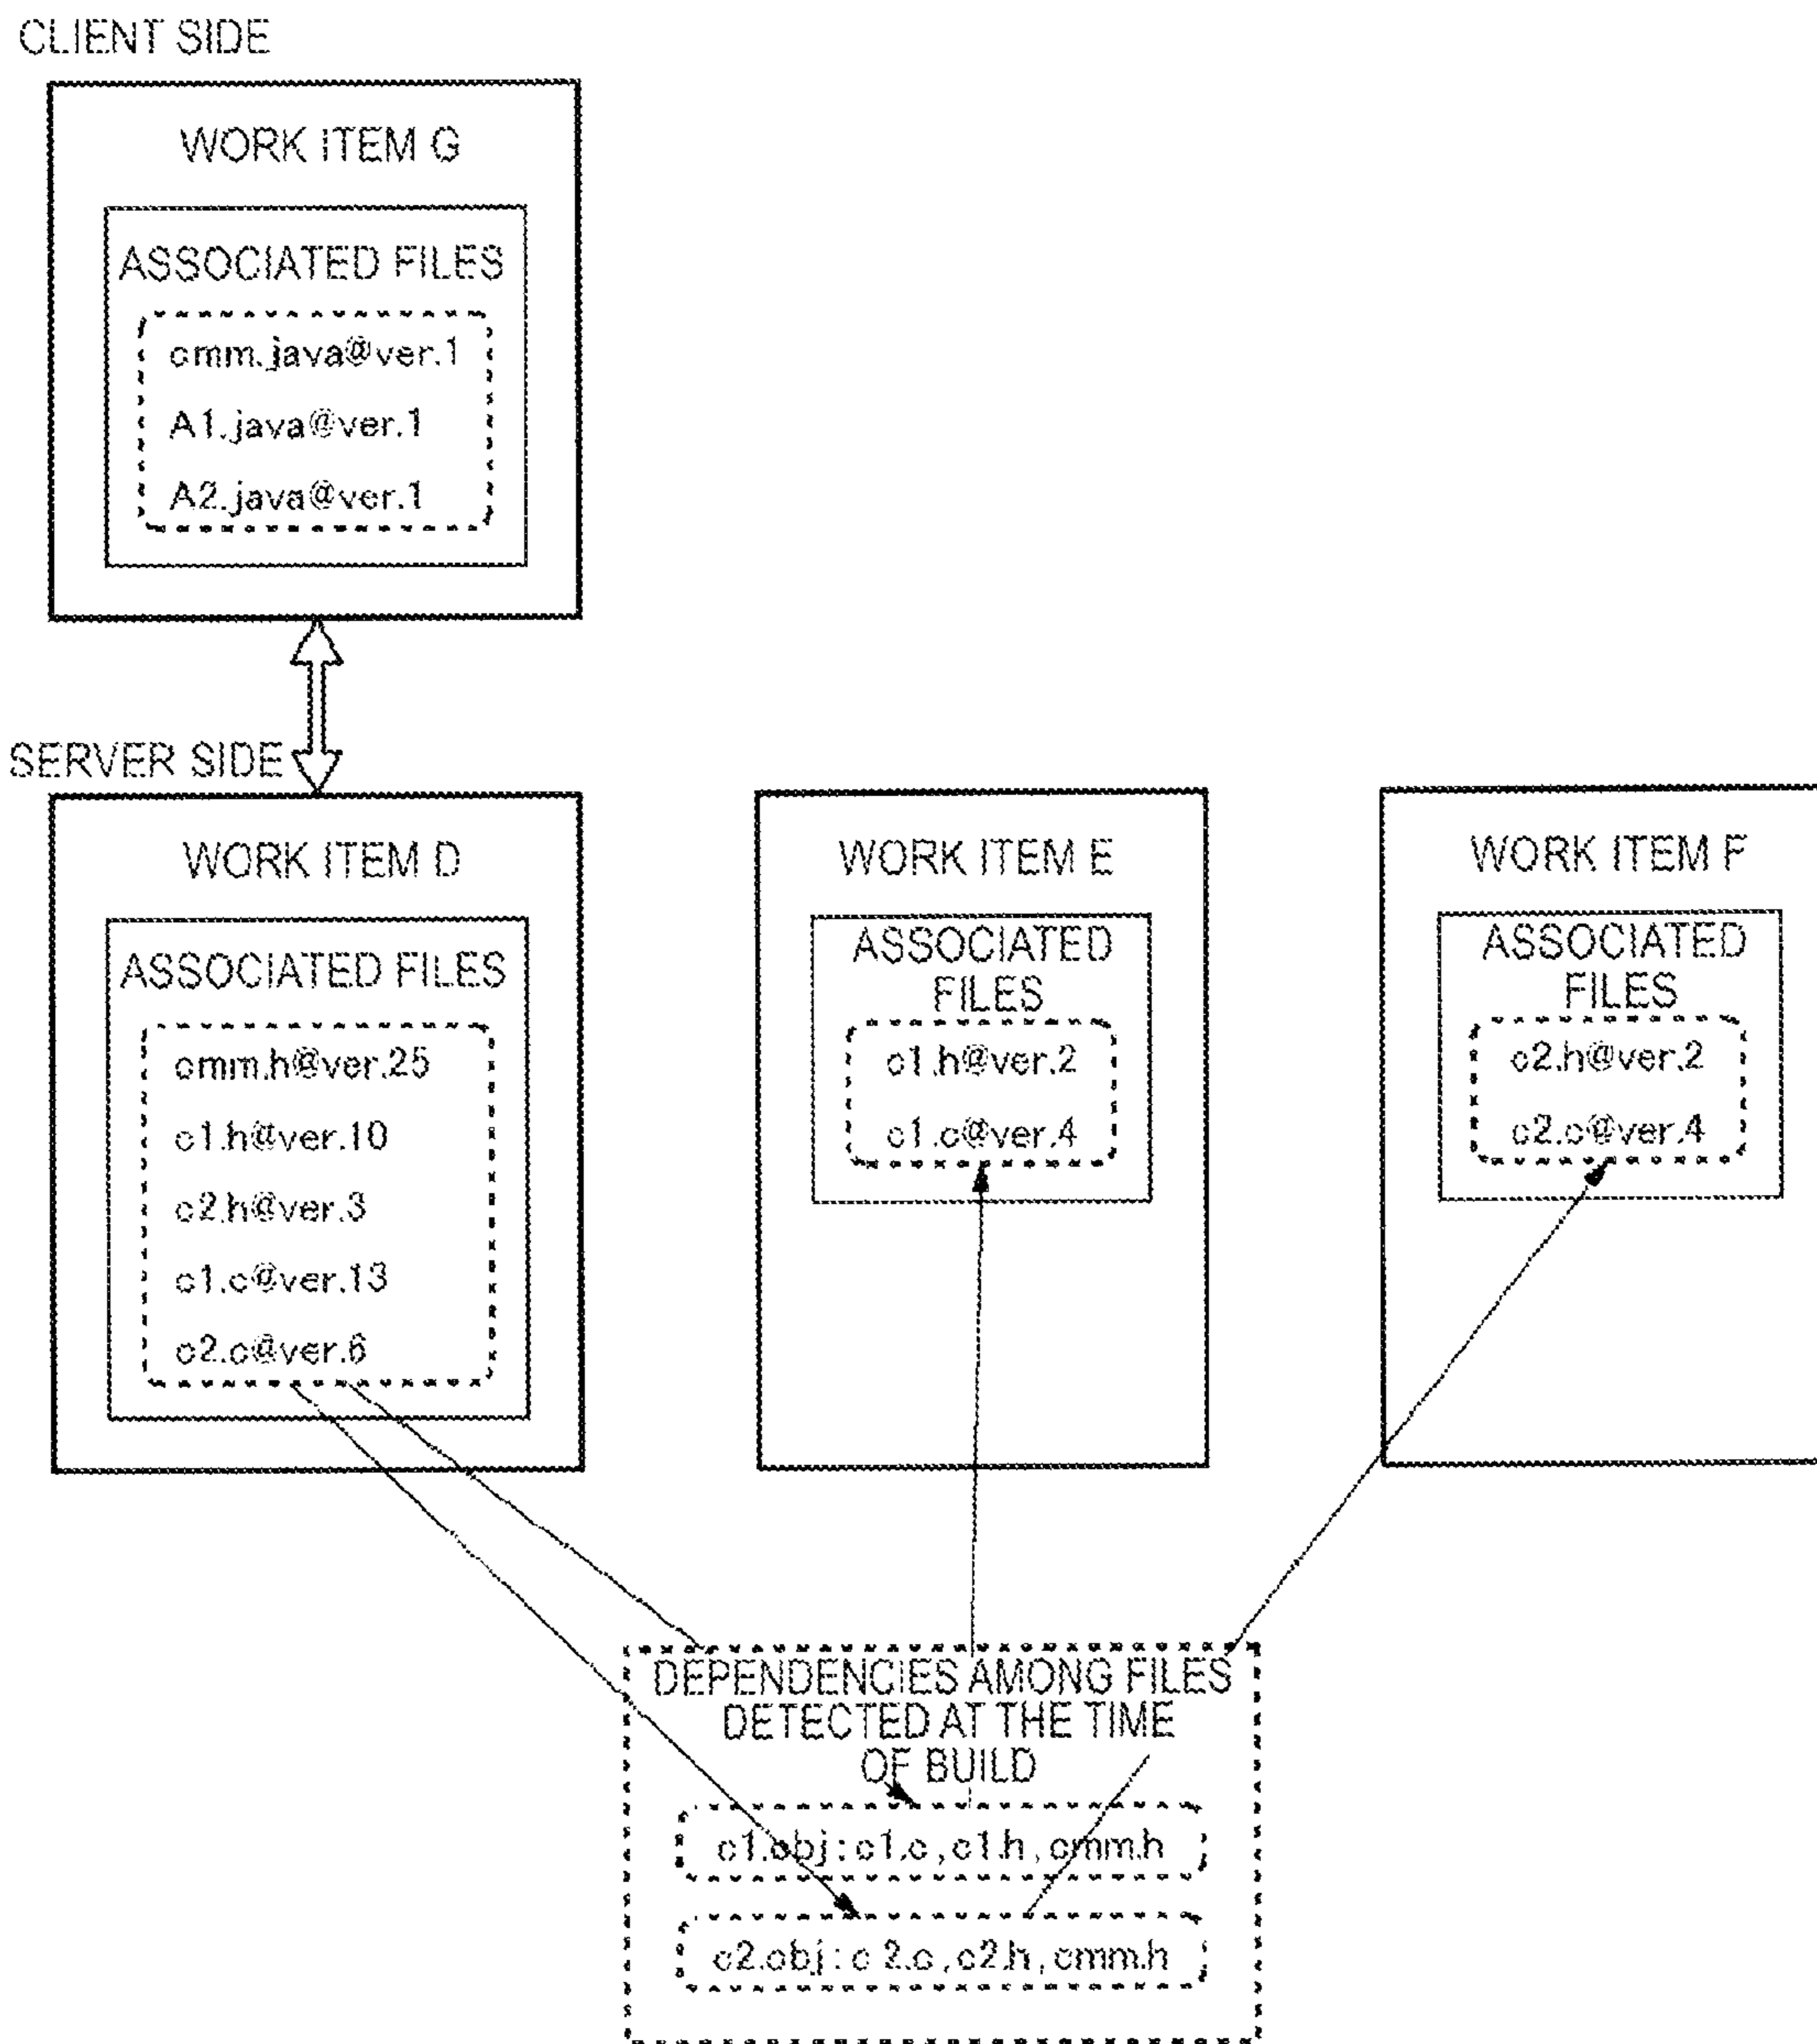 CLIENT SIDE
WORK ITEM G
ASSOCIATED FILES
cmm.java@ver.1
A1.java@ver.1
A2.java@ver.1
SERVER SIDE
WORK ITEM D
ASSOCIATED FILES
cmm.h@ver.25
c1.h@ver.10
c2.h@ver.3
c1.c@ver.13
c2.c@ver.6
WORK ITEM E
ASSOCIATED
FILES
c1.h@ver.2
c1.c@ver.4
WORK ITEM F
ASSOCIATED
FILES
c2.h@ver.2
c2.c@ver.4
DEPENDENCIES AMONG FILES
DETECTED AT THE TIME
OF BUILD
c1.obj:c1.c,c1.h,cmm.h
c2.obj:c 2.c,c2.h,cmm.h